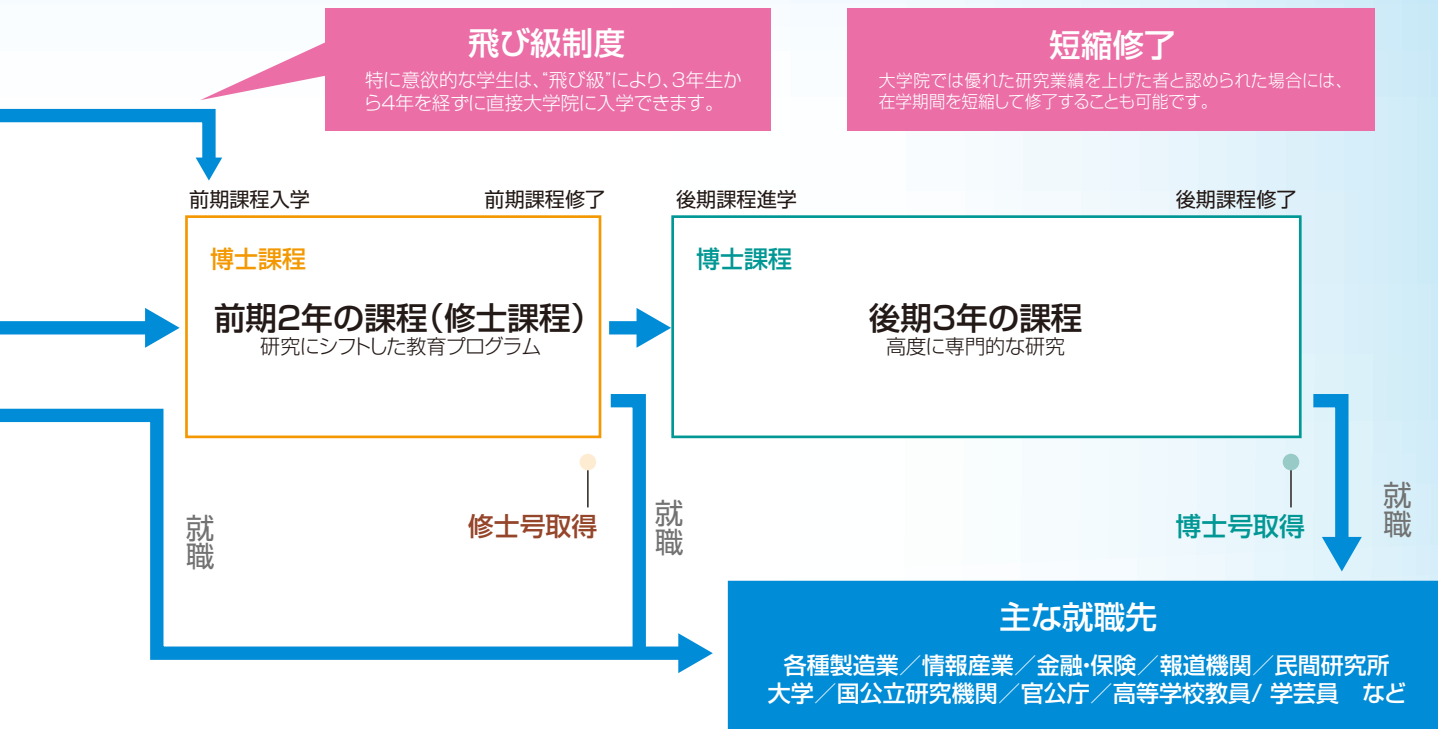 飛び級制度
特に意欲的な学生は、“飛び級”により、3年生か
ら4年を経ずに直接大学院に入学できます。
短縮修了
大学院では優れた研究業績を上げた者と認められた場合には、
在学期間を短縮して修了することも可能です。
前期課程入学
前期課程修了
後期課程進学
後期課程修了
博士課程
前期2年の課程(修士課程)
研究にシフトした教育プログラム
博士課程
後期3年の課程
高度に専門的な研究
就職
修士号取得
就職
博士号取得
就職
主な就職先
各種製造業／情報産業／金融・保険／報道機関／民間研究所
大学／国公立研究機関／官公庁／高等学校教員/ 学芸員　など